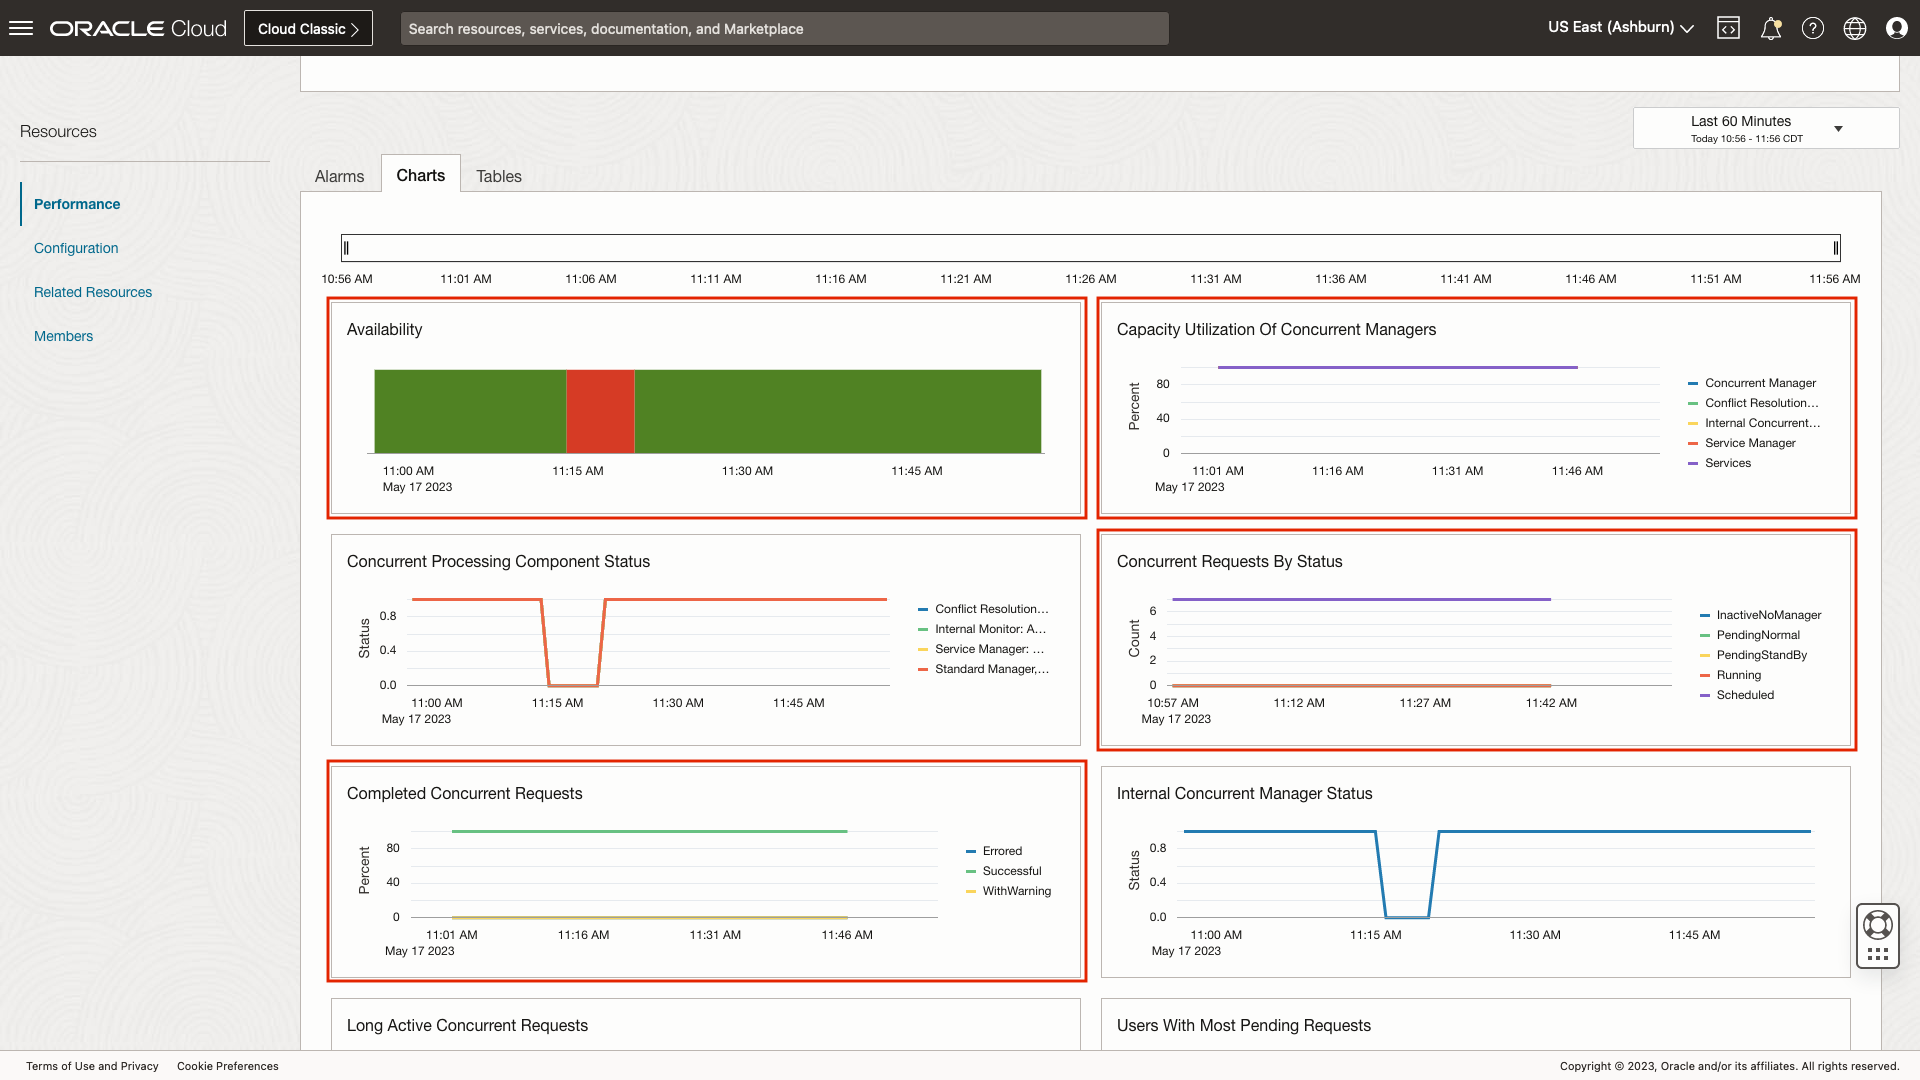 ORACLE Cloud
Cloud Classic
Search resources, services, documentation, and Marketplace
US East (Ashburn)
Resources
Performance
Configuration
Related Resources
Members
Last 60 Minutes
Today 10:56 - 11:56 CDT
Alarms
Charts
Tables
10:56 AM 11:01 AM 11:06 AM 11:11 AM 11:16 AM 11:21 AM 11:26 AM 11:31 AM 11:36 AM 11:41 AM 11:46 AM 11:51 AM 11:56 AM
Availability
11:00 AM 11:15 AM 11:30 AM 11:45 AM
May 17 2023
Capacity Utilization Of Concurrent Managers
Percent
80
40
0
11:01 AM 11:16 AM 11:31 AM 11:46 AM
May 17 2023
Concurrent Manager
Conflict Resolution...
Internal Concurrent...
Service Manager
Services
Concurrent Processing Component Status
Status
0.8
0.4
0.0
11:00 AM 11:15 AM 11:30 AM 11:45 AM
May 17 2023
Conflict Resolution...
Internal Monitor: A...
Service Manager: ...
Standard Manager,...
Concurrent Requests By Status
Count
6
4
2
0
10:57 AM 11:12 AM 11:27 AM 11:42 AM
May 17 2023
InactiveNoManager
PendingNormal
PendingStandBy
Running
Scheduled
Completed Concurrent Requests
Percent
80
40
0
11:01 AM 11:16 AM 11:31 AM 11:46 AM
May 17 2023
Errored
Successful
WithWarning
Internal Concurrent Manager Status
Status
0.8
0.4
0.0
11:00 AM 11:15 AM 11:30 AM 11:45 AM
May 17 2023
Long Active Concurrent Requests
Users With Most Pending Requests
Terms of Use and Privacy
Cookie Preferences
Copyright © 2023, Oracle and/or its affiliates. All rights reserved.